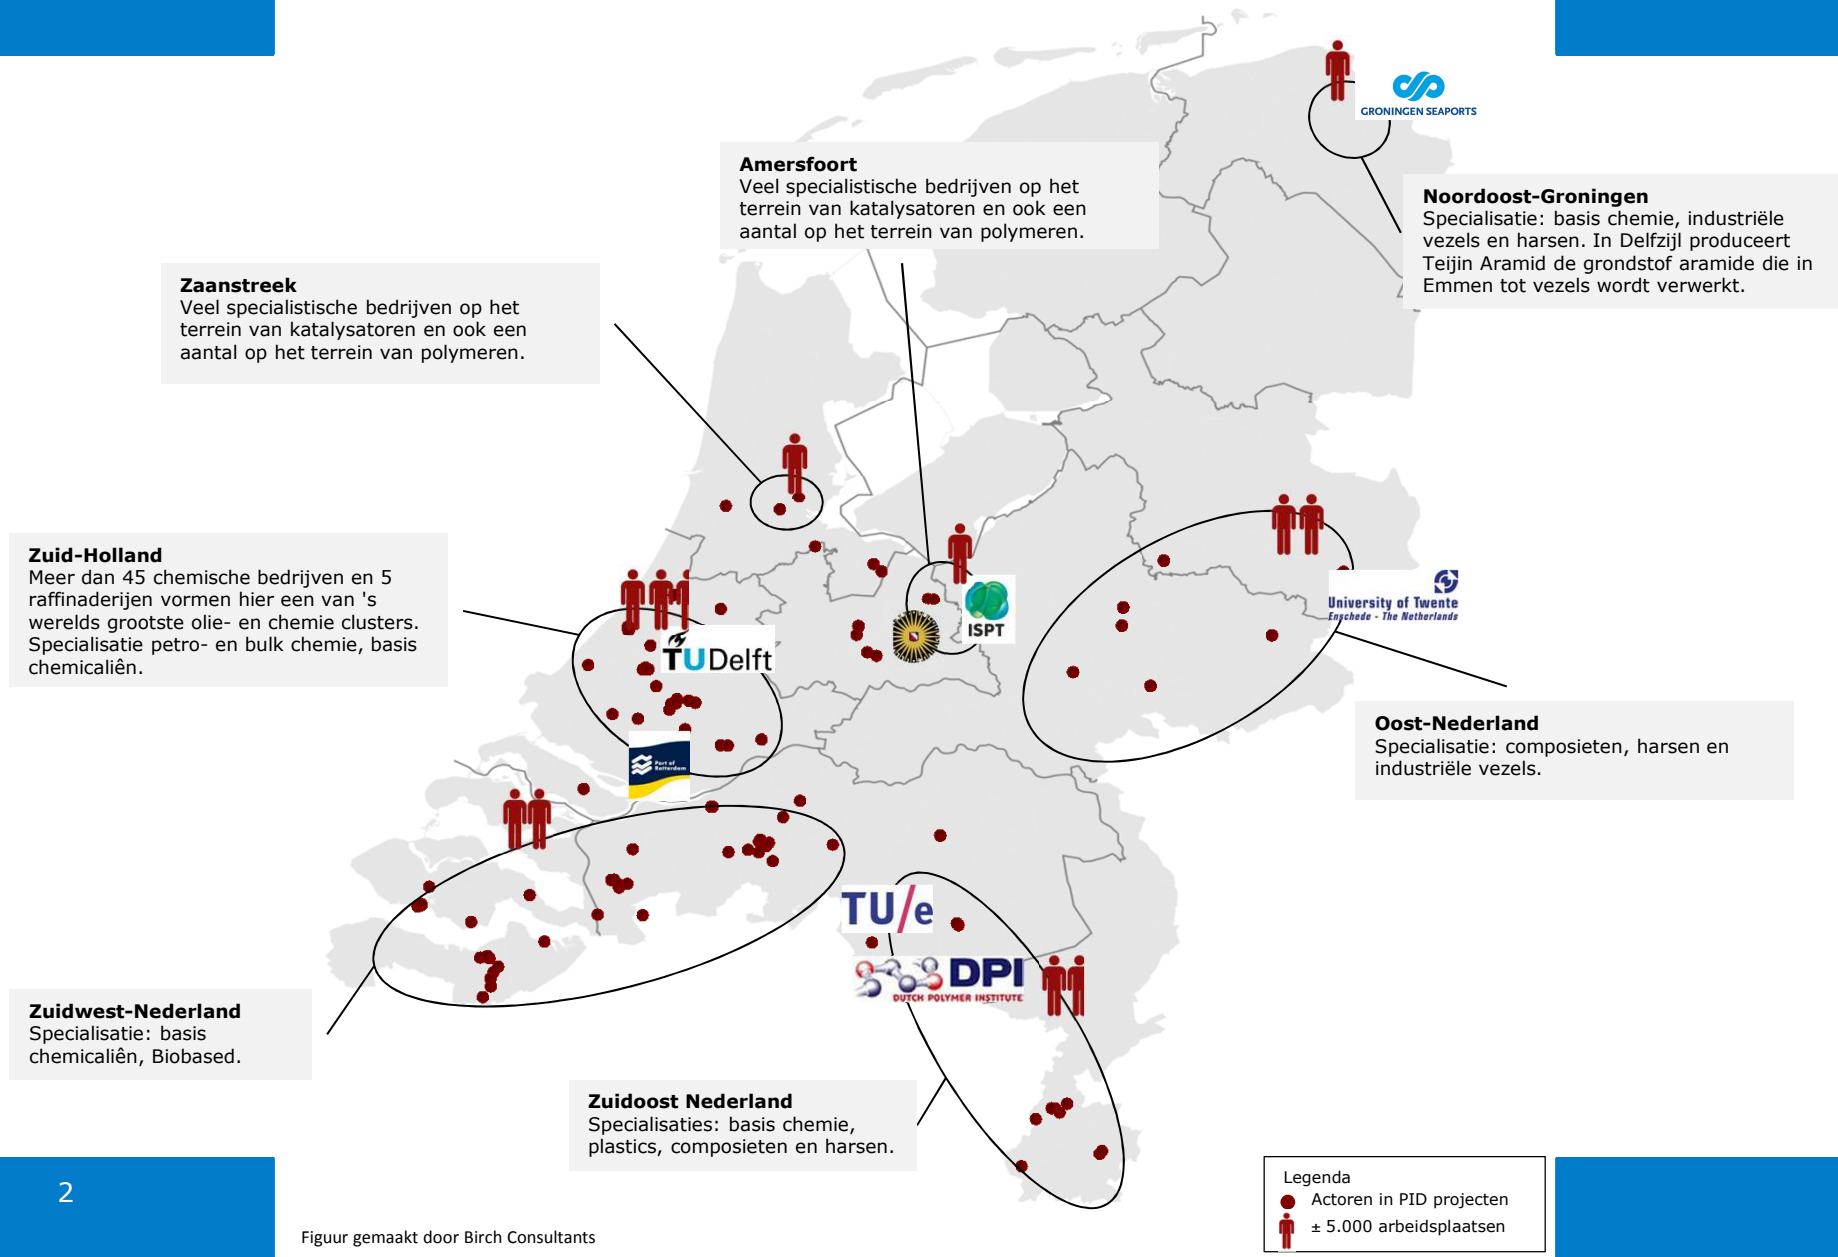 GRONINGEN SEAPORTS
Amersfoort
Veel specialistische bedrijven op het
terrein van katalysatoren en ook een
aantal op het terrein van polymeren.
Noordoost-Groningen
Specialisatie: basis chemie, industriële
vezels en harsen. In Delfzijl produceert
Teijin Aramid de grondstof aramide die in
Emmen tot vezels wordt verwerkt.
Zaanstreek
Veel specialistische bedrijven op het
terrein van katalysatoren en ook een
aantal op het terrein van polymeren.
Zuid-Holland
Meer dan 45 chemische bedrijven en 5
raffinaderijen vormen hier een van 's
werelds grootste olie- en chemie clusters.
Specialisatie petro- en bulk chemie, basis
chemicaliên.
TUDelft
ISPT
University of Twente
Enschede - The Netherlands
Port of
Rotterdam
Oost-Nederland
Specialisatie: composieten, harsen en
industriële vezels.
TU/e
DPI
DUTCH POLYMER INSTITUTE
Zuidwest-Nederland
Specialisatie: basis
chemicaliên, Biobased.
Zuidoost Nederland
Specialisaties: basis chemie,
plastics, composieten en harsen.
Legenda
Actoren in PID projecten
± 5.000 arbeidsplaatsen
2
Figuur gemaakt door Birch Consultants